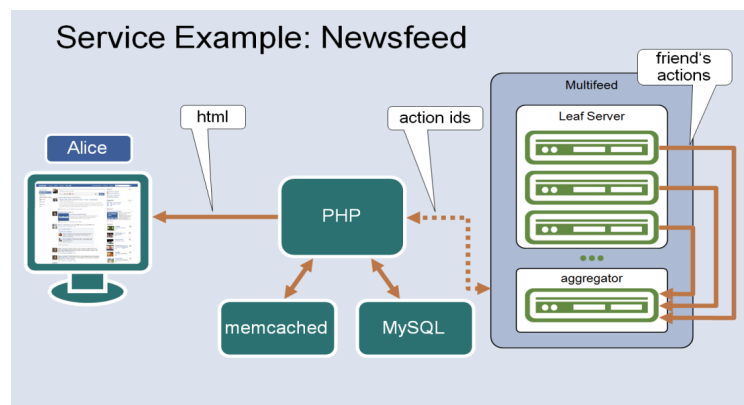 Service Example: Newsfeed
friend's
actions
Multifeed
html
action ids
Leaf Server
Alice
PHP
aggregator
memcached
MySQL